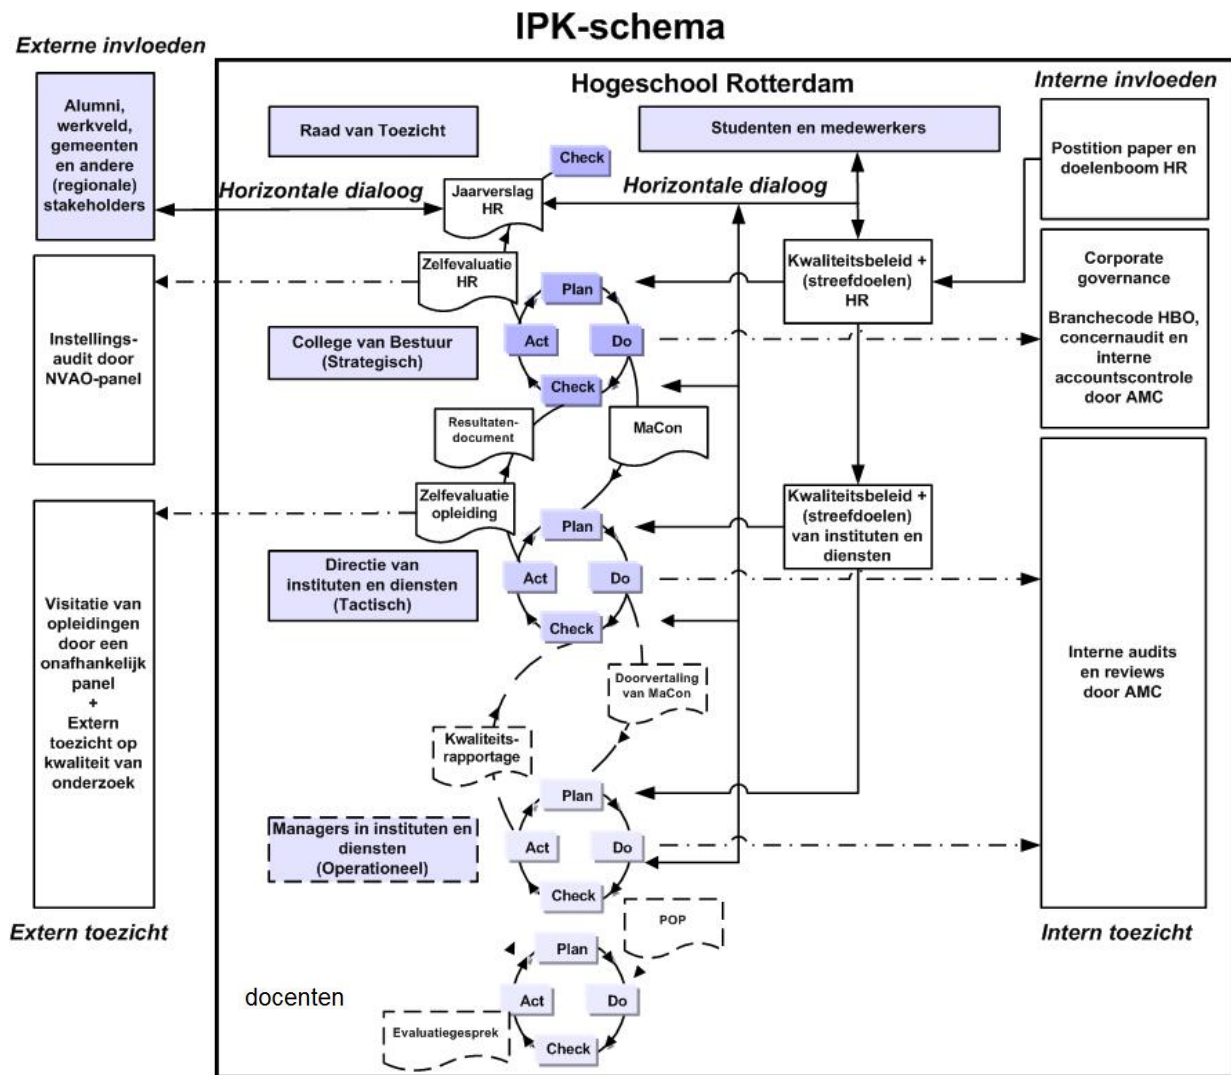 IPK-schema
Externe invloeden
Hogeschool Rotterdam
Interne invloeden
Alumni,
werkveld,
gemeenten
en andere
(regionale)
stakeholders
Raad van Toezicht
Studenten en medewerkers
Postition paper en
doelenboom HR
Check
Horizontale dialoog
Jaarverslag
HR
Horizontale dialoog
Zelfevaluatie
HR
Kwaliteitsbeleid +
(streefdoelen)
HR
Corporate
governance
Branchecode HBO,
concernaudit en
interne
accountscontrole
door AMC
Instellings-
audit door
NVAO-panel
College van Bestuur
(Strategisch)
Plan
Act
Do
Check
Resultaten-
document
MaCon
Zelfevaluatie
opleiding
Kwaliteitsbeleid +
(streefdoelen)
van instituten en
diensten
Directie van
instituten en diensten
(Tactisch)
Plan
Act
Do
Check
Visitatie van
opleidingen
door een
onafhankelijk
panel
+
Extern
toezicht op
kwaliteit van
onderzoek
Interne audits
en reviews
door AMC
Doorvertaling
van MaCon
Kwaliteits-
rapportage
Managers in instituten en
diensten
(Operationeel)
Plan
Act
Do
Check
Extern toezicht
POP
Intern toezicht
docenten
Plan
Act
Do
Check
Evaluatiegesprek